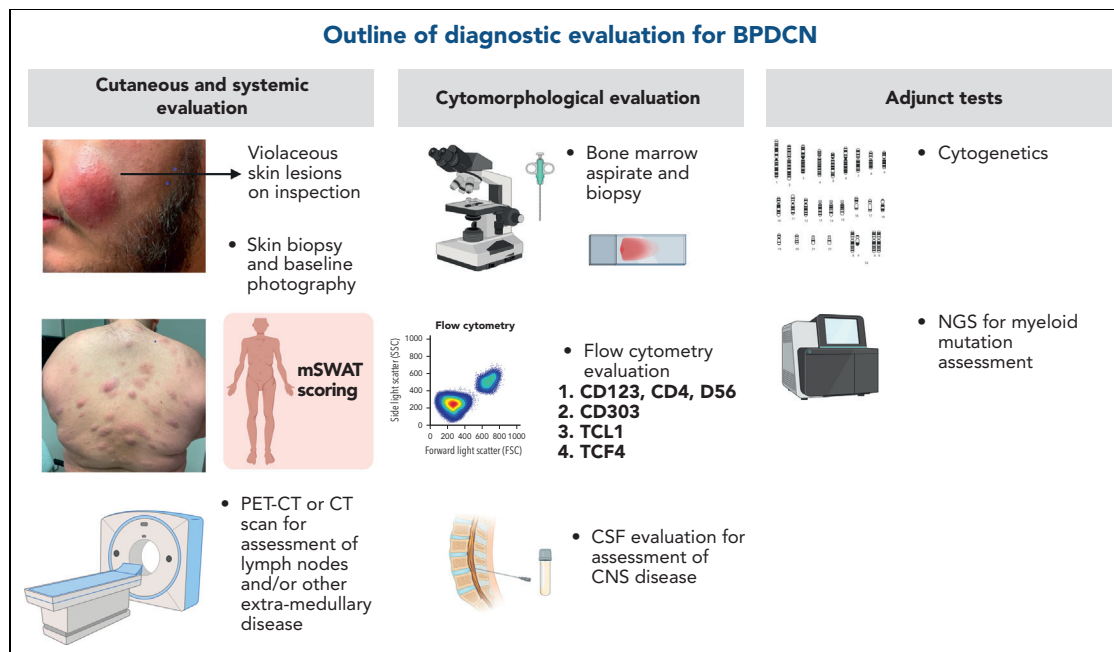 Outline of diagnostic evaluation for BPDCN
Cutaneous and systemic
evaluation
Violaceous
skin lesions
on inspection
• Skin biopsy
and baseline
photography
mSWAT
scoring
• PET-CT or CT
scan for
assessment of
lymph nodes
and/or other
extra-medullary
disease
Cytomorphological evaluation
• Bone marrow
aspirate and
biopsy
Flow cytometry
Side light scatter (SSC)
1000
800
600
400
200
0
0 200 400 600 800 1000
Forward light scatter (FSC)
• Flow cytometry
evaluation
1. CD123, CD4, D56
2. CD303
3. TCL1
4. TCF4
• CSF evaluation for
assessment of
CNS disease
Adjunct tests
• Cytogenetics
• NGS for myeloid
mutation
assessment